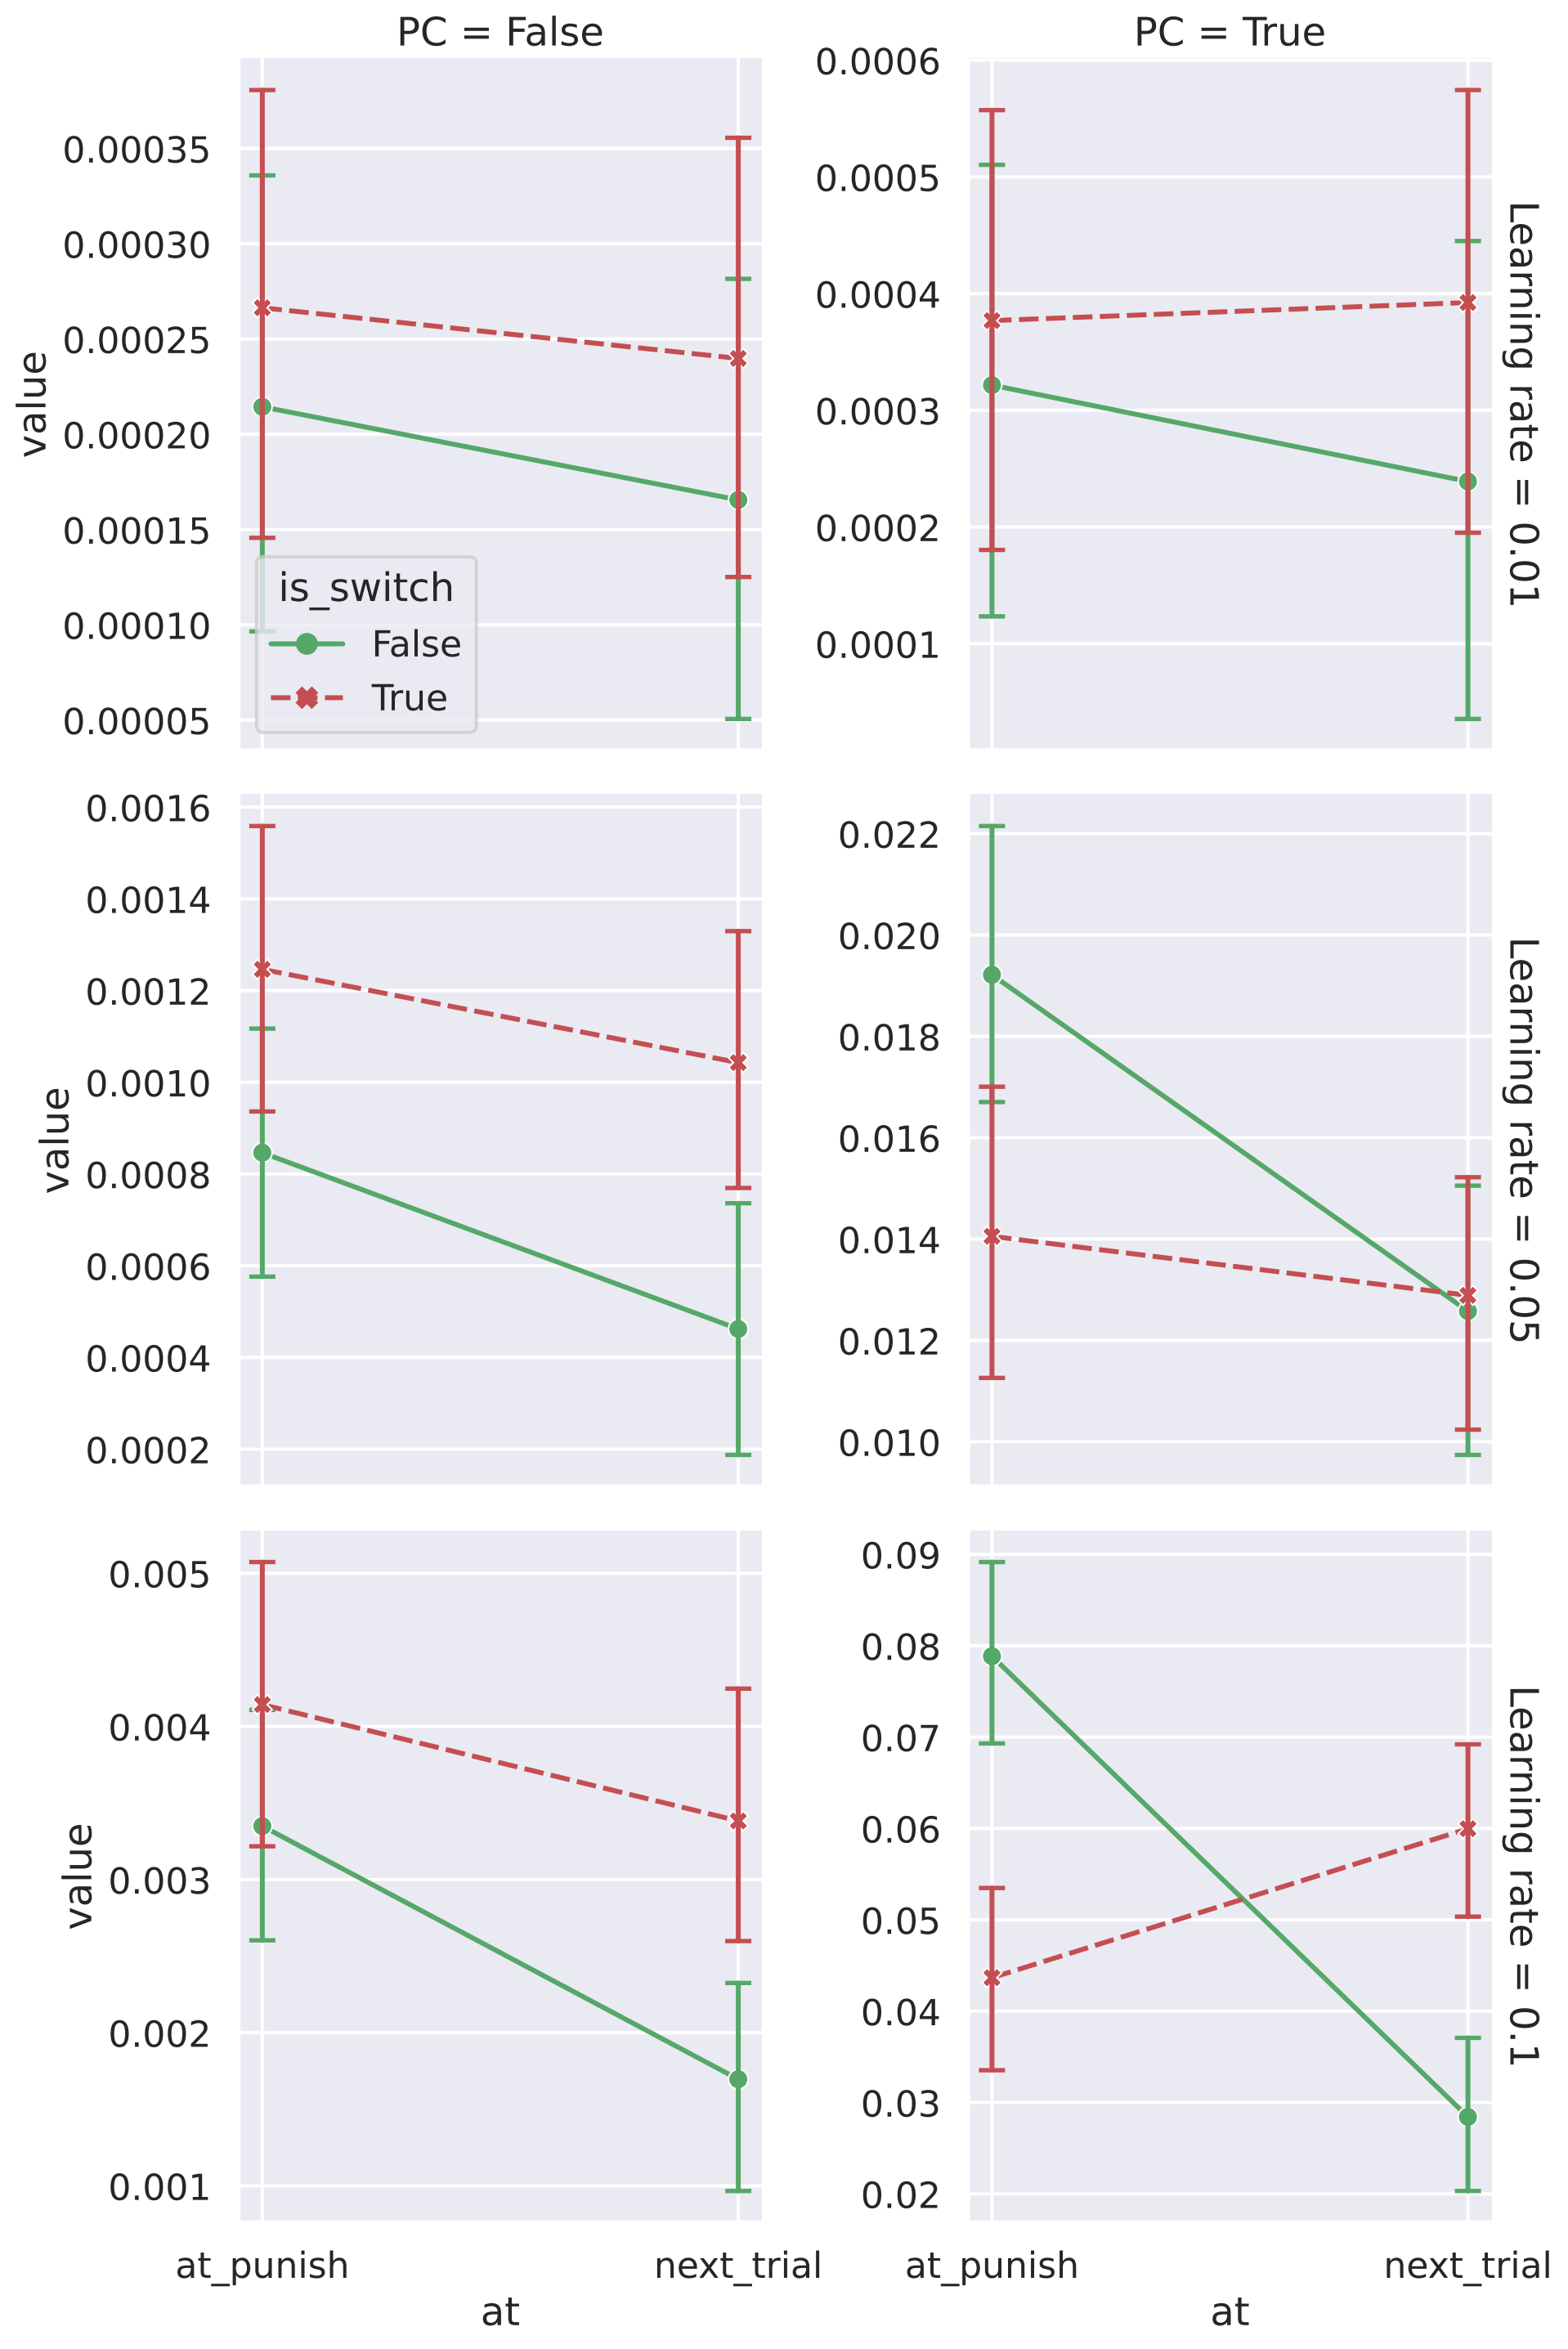 PC = False
PC = True
0.00035
0.00030
0.00025
0.00020
0.00015
0.00010
0.00005
value
is_switch
False
True
0.0006
0.0005
0.0004
0.0003
0.0002
0.0001
Learning rate = 0.01
0.0016
0.0014
0.0012
0.0010
0.0008
0.0006
0.0004
0.0002
value
0.022
0.020
0.018
0.016
0.014
0.012
0.010
Learning rate = 0.05
0.005
0.004
0.003
0.002
0.001
value
0.09
0.08
0.07
0.06
0.05
0.04
0.03
0.02
Learning rate = 0.1
at_punish
next_trial
at
at_punish
next_trial
at